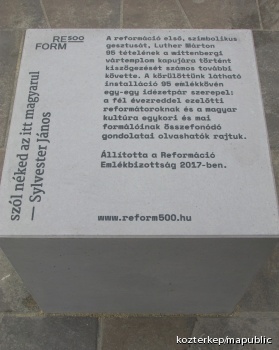 RE500
FORM
szól néked az itt magyarul
— Sylvester János
A reformáció első, szimbolikus
gesztusát, Luther Márton
95 tételének a wittenbergi
vártemplom kapujára történt
kiszögezését számos további
követte. A körülöttünk látható
installáció 95 emlékkövén
egy-egy idézetpár szerepel:
a fél évezreddel ezelőtti
reformátoroknak és a magyar
kultúra egykori és mai
formálóinak összefonódó
gondolatai olvashatók rajtuk.
Állította a Reformáció
Emlékbizottság 2017-ben.
www.reform500.hu
kozterkep/mapublic